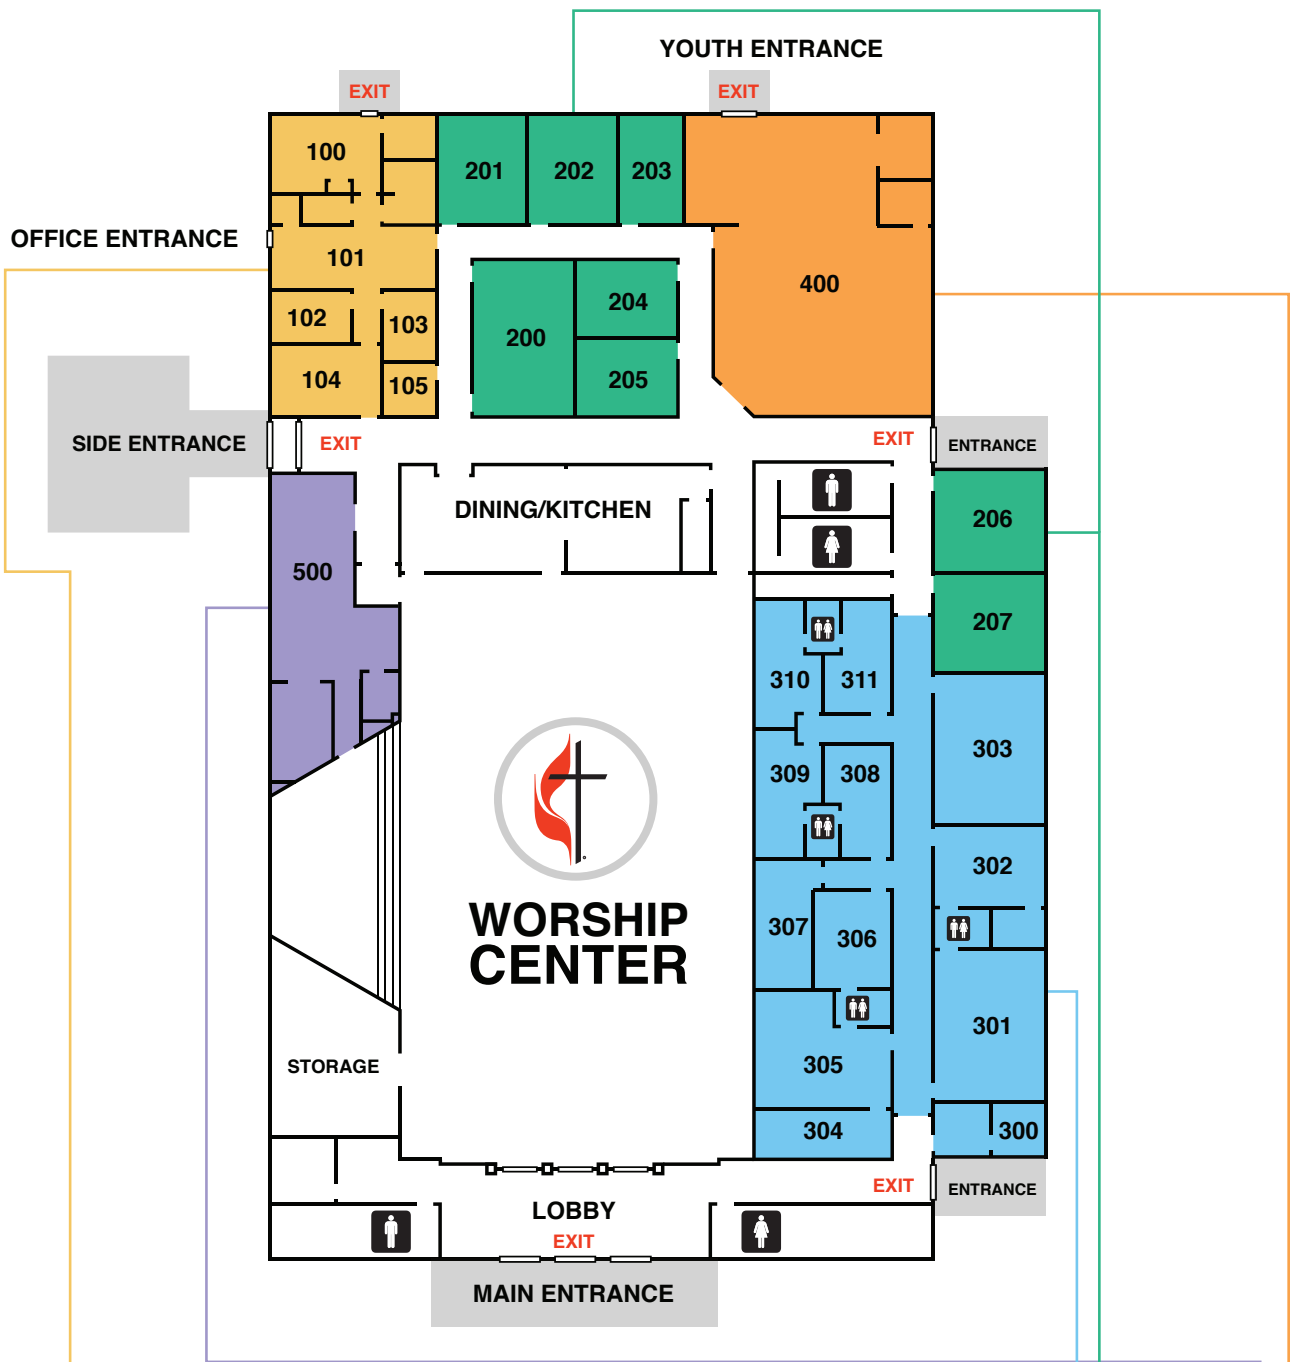 YOUTH ENTRANCE
EXIT
EXIT
100
201
202
203
OFFICE ENTRANCE
101
400
102
103
200
204
104
105
205
SIDE ENTRANCE
EXIT
EXIT
ENTRANCE
DINING/KITCHEN
206
500
207
310
311
303
309
308
302
WORSHIP
CENTER
307
306
301
STORAGE
305
304
300
EXIT
ENTRANCE
LOBBY
EXIT
MAIN ENTRANCE